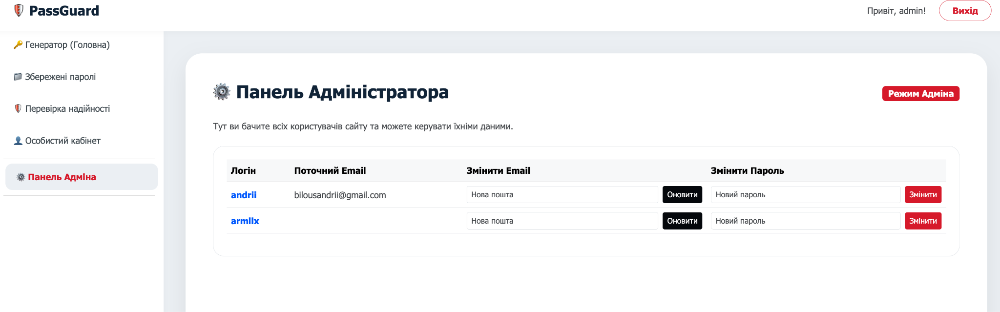 PassGuard
Привіт, admin!
Вихід
Генератор (Головна)
Збережені паролі
Перевірка надійності
Особистий кабінет
Панель Адміна
Панель Адміністратора
Режим Адміна
Тут ви бачите всіх користувачів сайту та можете керувати їхніми даними.
Логін Поточний Email Змінити Email Змінити Пароль
andrii bilousandrii@gmail.com Нова пошта Оновити Новий пароль Змінити
armilx Нова пошта Оновити Новий пароль Змінити